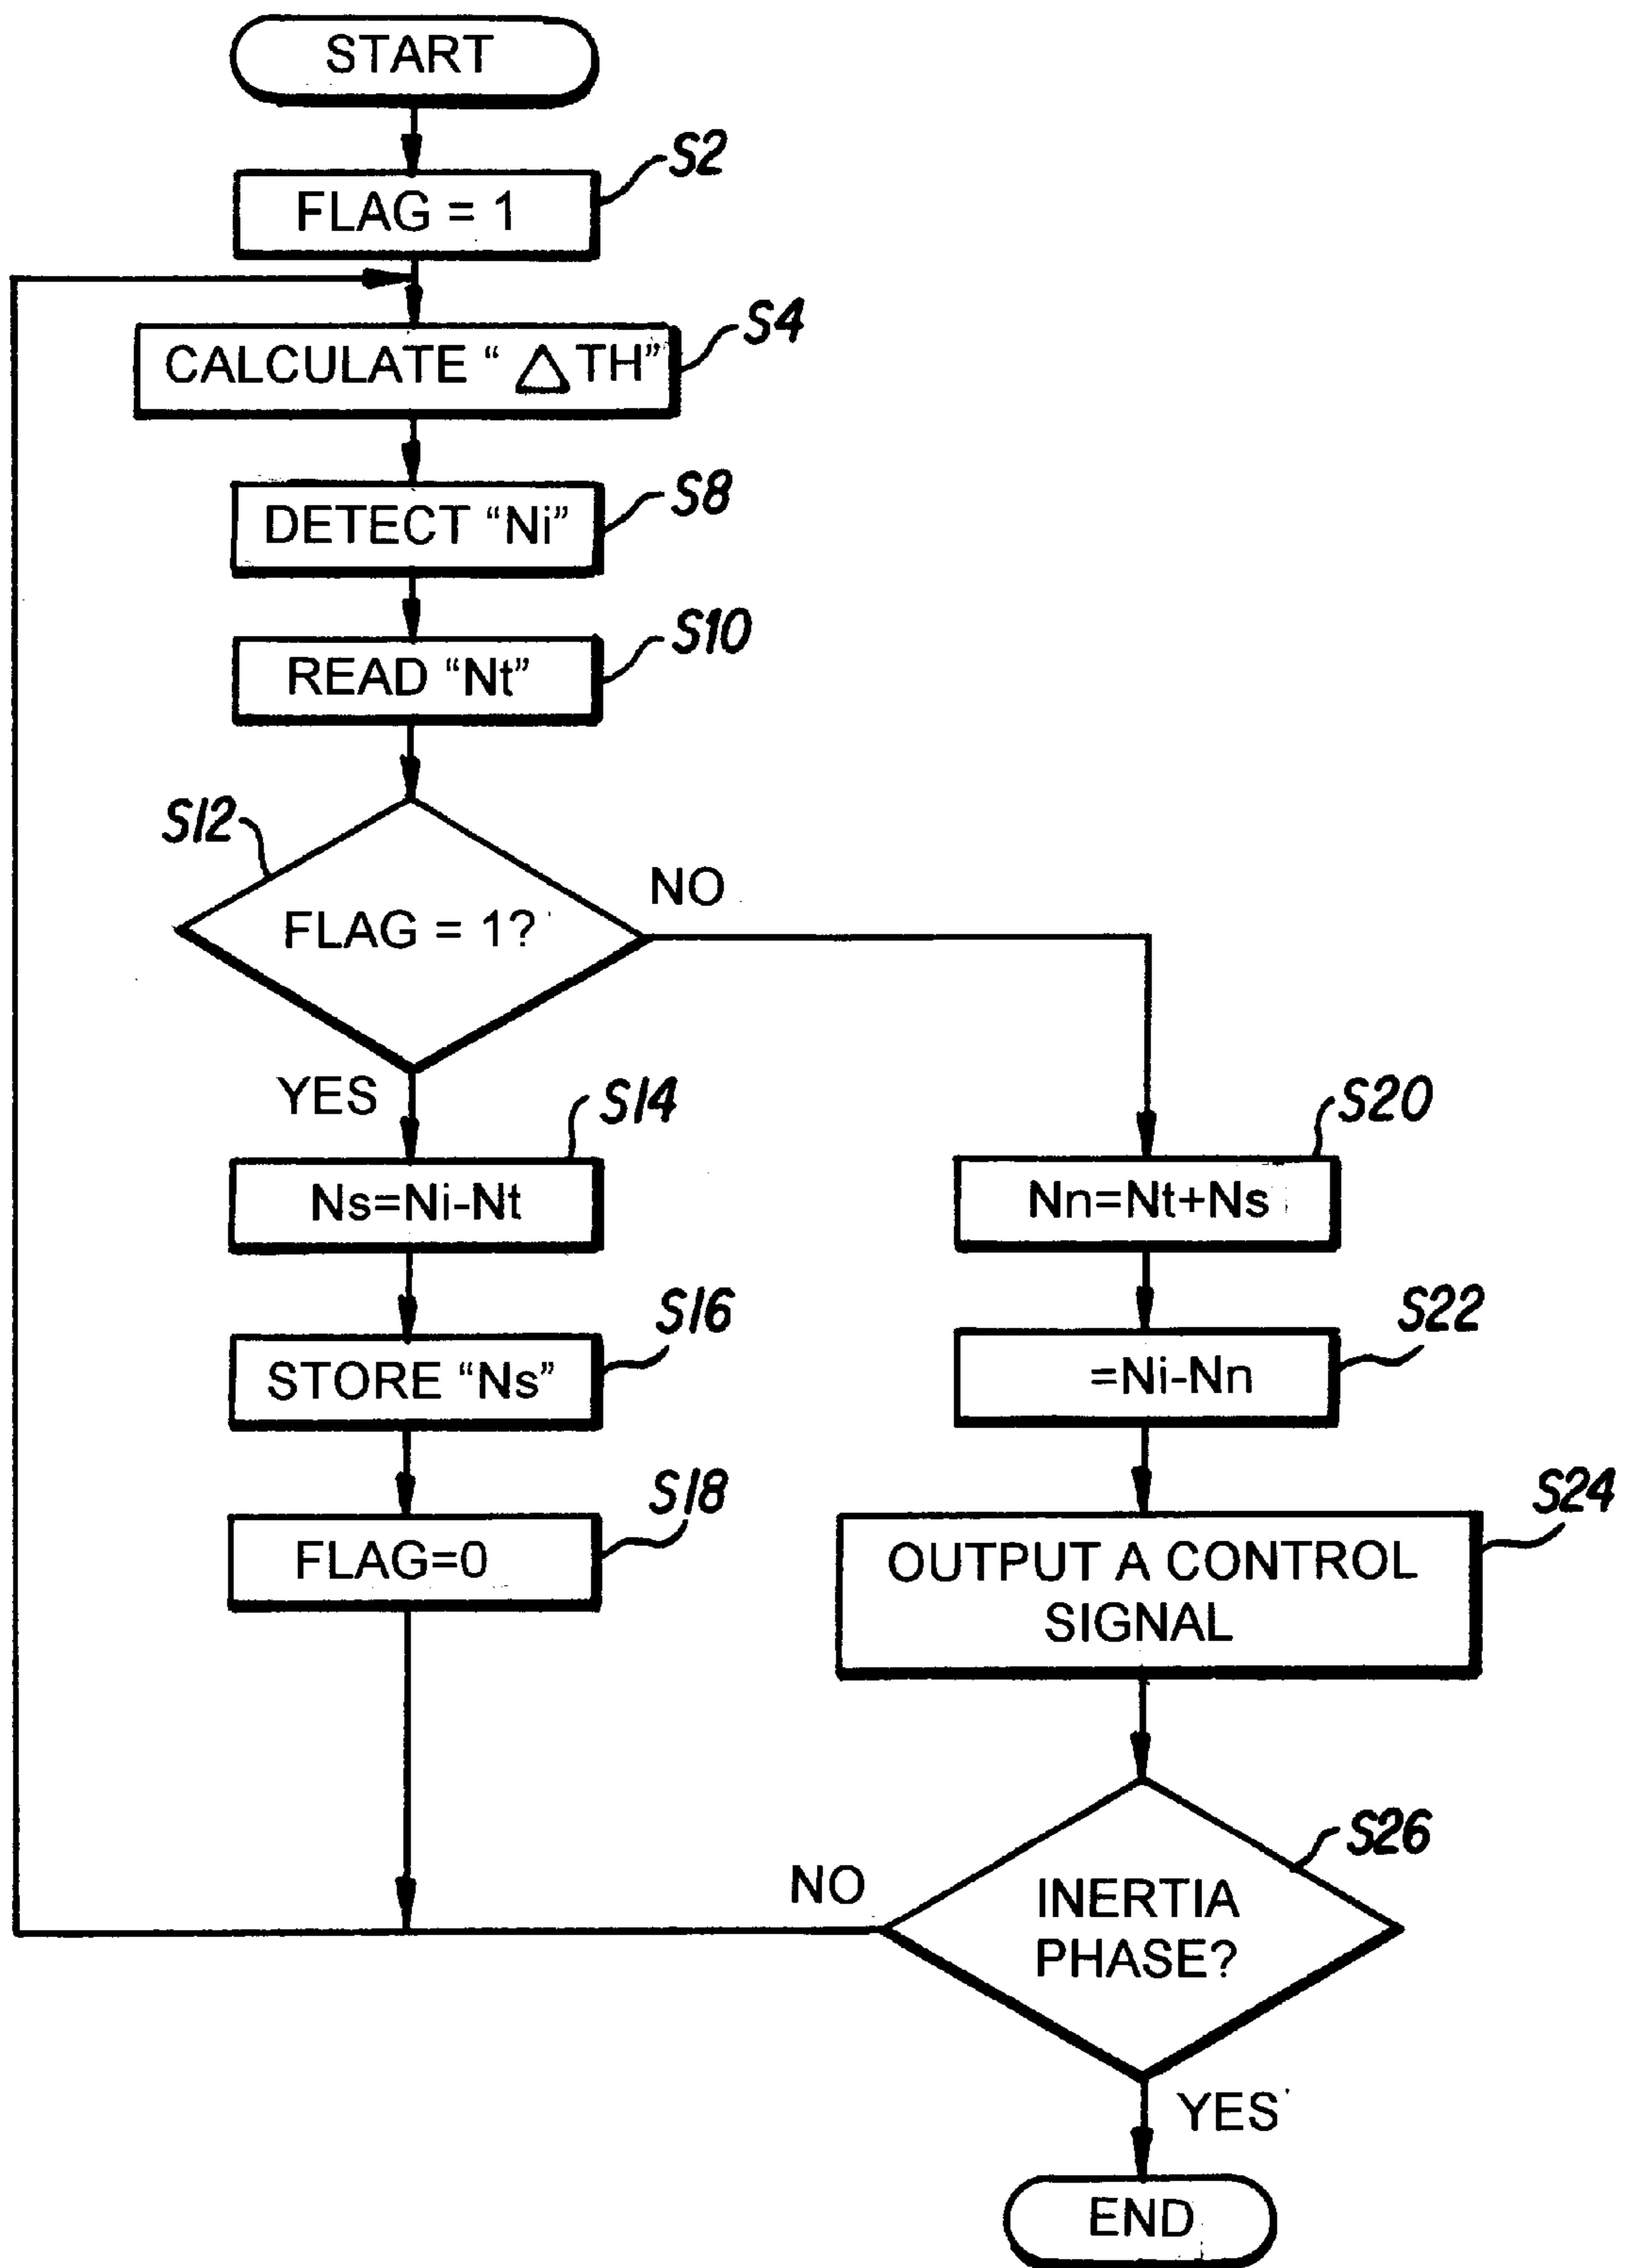 START
S2
FLAG = 1
S4
CALCULATE “ △ TH”
S8
DETECT “Ni”
S10
READ “Nt”
S12
FLAG = 1?
NO
YES
S14
Ns=Ni-Nt
S16
STORE “Ns”
S18
FLAG=0
S20
Nn=Nt+Ns
S22
=Ni-Nn
S24
OUTPUT A CONTROL
SIGNAL
S26
INERTIA
PHASE?
NO
YES
END